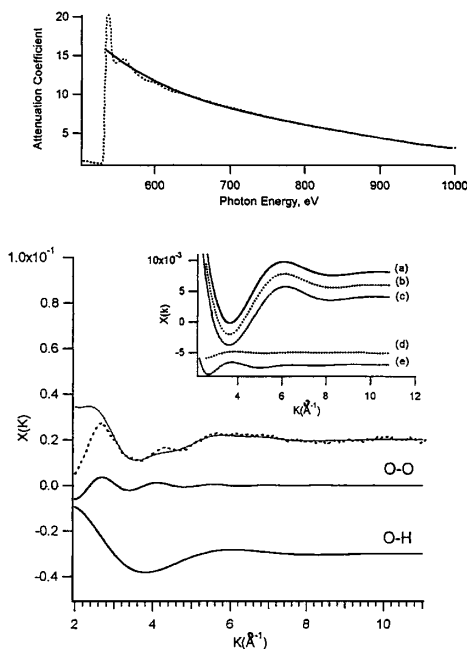 20
15
10
5
Attenuation Coefficient
600 700 800 900 1000
Photon Energy, eV
1.0x10⁻¹
0.8
0.6
0.4
0.2
0.0
-0.2
-0.4
X(K)
10x10⁻³
5
0
-5
X(k)
(a)
(b)
(c)
(d)
(e)
4 6 8 10
K(Å⁻¹)
O-O
O-H
2 4 6 8 10
K(Å⁻¹)